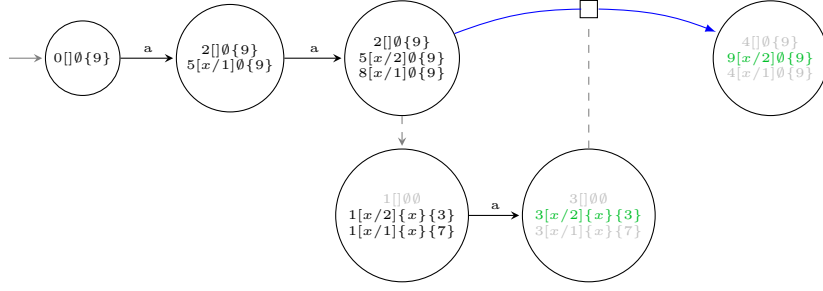 0[]∅{9}
a
2[]∅{9}
5[x/1]∅{9}
a
2[]∅{9}
5[x/2]∅{9}
8[x/1]∅{9}
4[]∅{9}
9[x/2]∅{9}
4[x/1]∅{9}
1[]∅∅
1[x/2]{x}{3}
1[x/1]{x}{7}
a
3[]∅∅
3[x/2]{x}{3}
3[x/1]{x}{7}